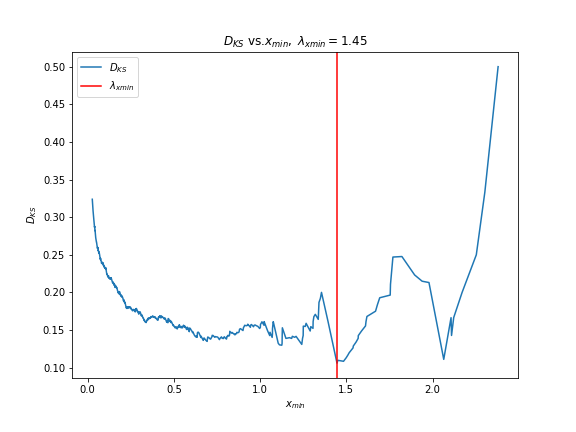 D_{KS} vs.x_{min}, λ_{xmin} = 1.45
D_{KS}
λ_{xmin}
0.50
0.45
0.40
0.35
0.30
0.25
0.20
0.15
0.10
D_{KS}
0.0 0.5 1.0 1.5 2.0
x_{min}